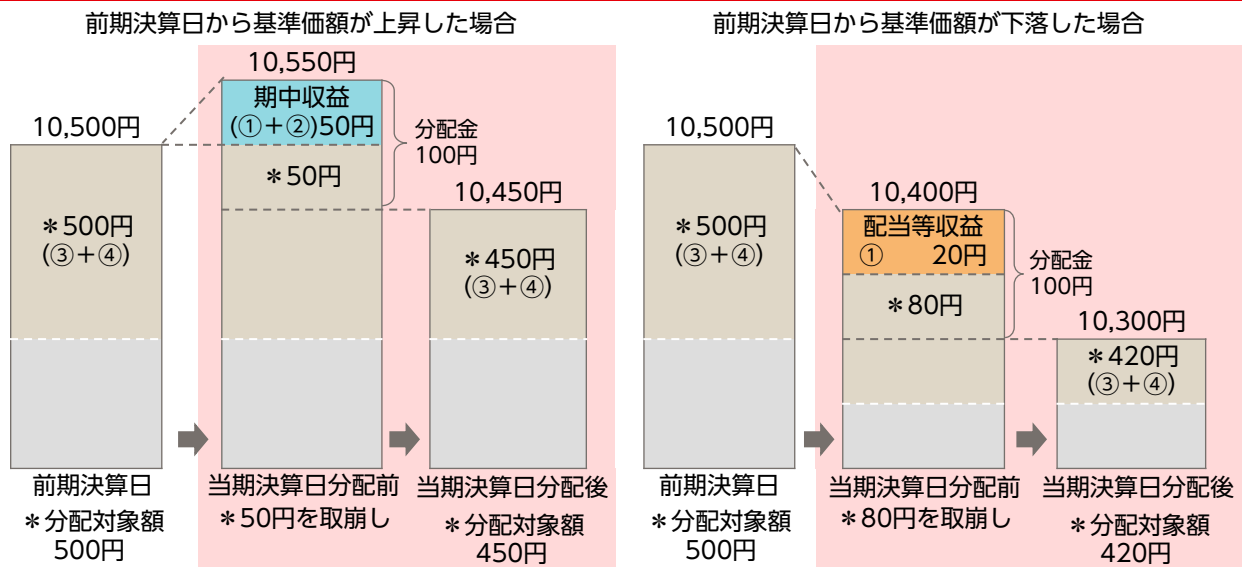 前期決算日から基準価額が上昇した場合
10,500円
＊500円
(③＋④)
10,550円
期中収益
(①＋②)50円
＊50円
分配金
100円
10,450円
＊450円
(③＋④)
前期決算日
＊分配対象額
500円
当期決算日分配前
＊50円を取崩し
当期決算日分配後
＊分配対象額
450円
前期決算日から基準価額が下落した場合
10,500円
＊500円
(③＋④)
10,400円
配当等収益
① 20円
＊80円
分配金
100円
10,300円
＊420円
(③＋④)
前期決算日
＊分配対象額
500円
当期決算日分配前
＊80円を取崩し
当期決算日分配後
＊分配対象額
420円